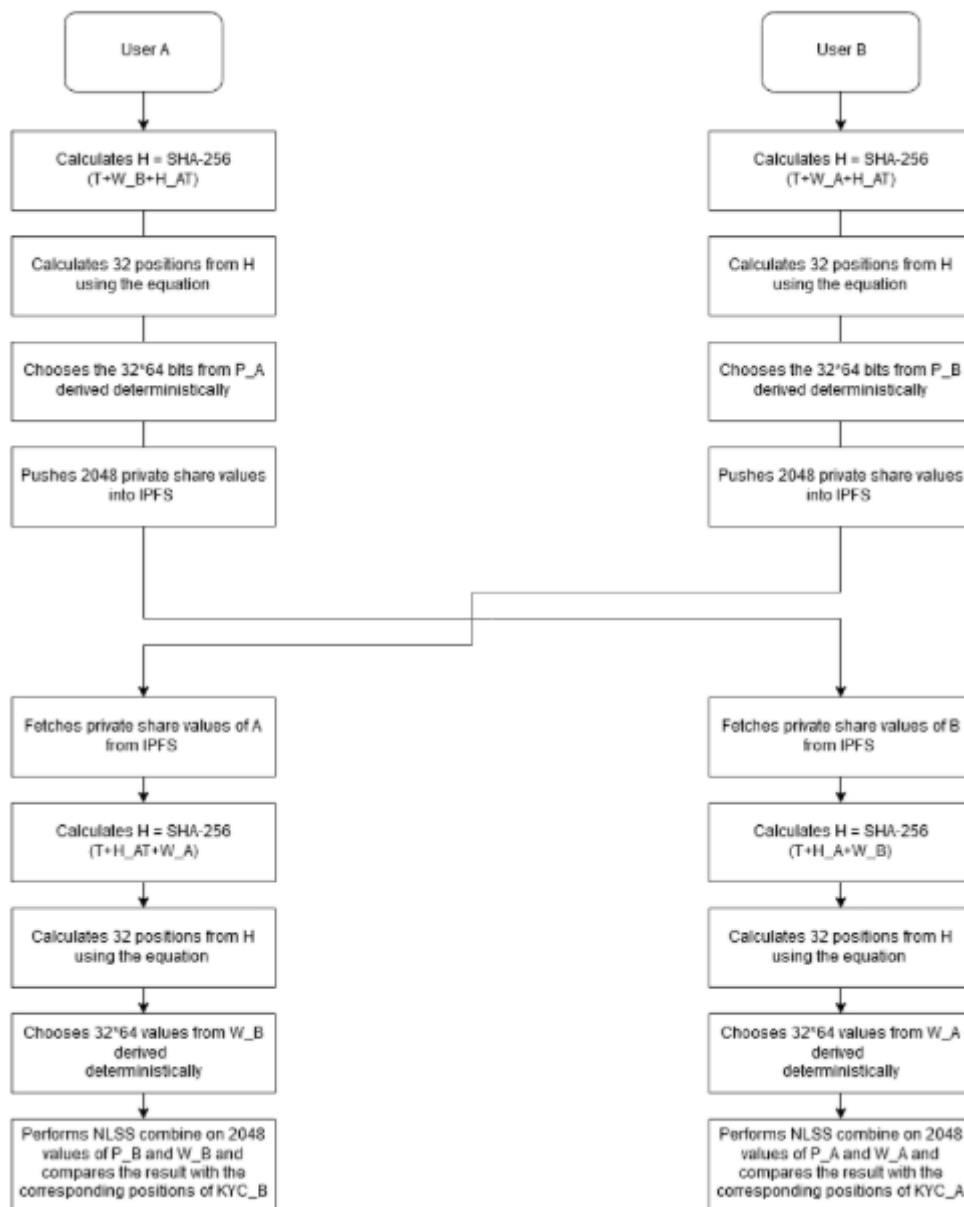 User A
User B
Calculates H = SHA-256
(T+W_B+H_AT)
Calculates H = SHA-256
(T+W_A+H_AT)
Calculates 32 positions from H
using the equation
Calculates 32 positions from H
using the equation
Chooses the 32*64 bits from P_A
derived deterministically
Chooses the 32*64 bits from P_B
derived deterministically
Pushes 2048 private share values
into IPFS
Pushes 2048 private share values
into IPFS
Fetches private share values of A
from IPFS
Fetches private share values of B
from IPFS
Calculates H = SHA-256
(T+H_AT+W_A)
Calculates H = SHA-256
(T+H_A+W_B)
Calculates 32 positions from H
using the equation
Calculates 32 positions from H
using the equation
Chooses 32*64 values from W_B
derived
deterministically
Chooses 32*64 values from W_A
derived
deterministically
Performs NLSS combine on 2048
values of P_B and W_B and
compares the result with the
corresponding positions of KYC_B
Performs NLSS combine on 2048
values of P_A and W_A and
compares the result with the
corresponding positions of KYC_A